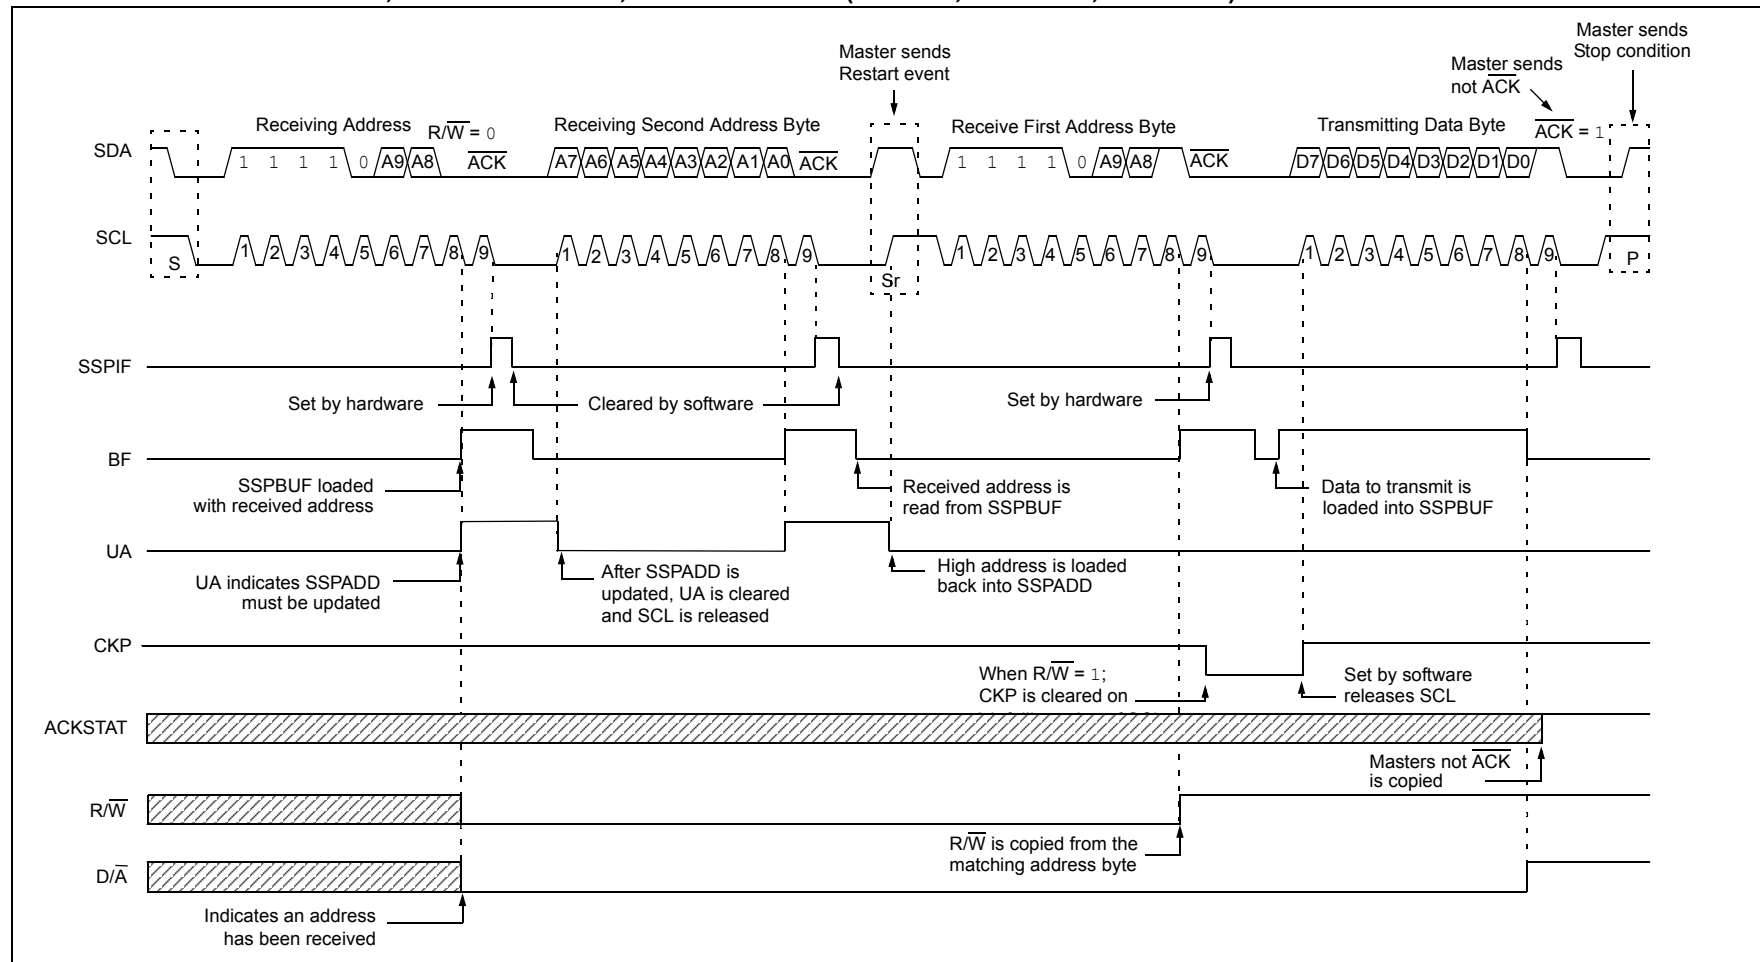 Master sends
Restart event
Master sends
Stop condition
Master sends
not ACK
Receiving Address R/W = 0
Receiving Second Address Byte
Receive First Address Byte
Transmitting Data Byte
ACK = 1
SDA
1 1 1 1 0 A9 A8 ACK
A7 A6 A5 A4 A3 A2 A1 A0 ACK
1 1 1 1 0 A9 A8 ACK
D7 D6 D5 D4 D3 D2 D1 D0
SCL
S
1 2 3 4 5 6 7 8 9
1 2 3 4 5 6 7 8 9
Sr
1 2 3 4 5 6 7 8 9
1 2 3 4 5 6 7 8 9
P
SSPIF
Set by hardware
Cleared by software
Set by hardware
BF
SSPBUF loaded
with received address
Received address is
read from SSPBUF
Data to transmit is
loaded into SSPBUF
UA
UA indicates SSPADD
must be updated
After SSPADD is
updated, UA is cleared
and SCL is released
High address is loaded
back into SSPADD
CKP
When R/W = 1;
CKP is cleared on
Set by software
releases SCL
ACKSTAT
Masters not ACK
is copied
R/W
R/W is copied from the
matching address byte
D/A
Indicates an address
has been received